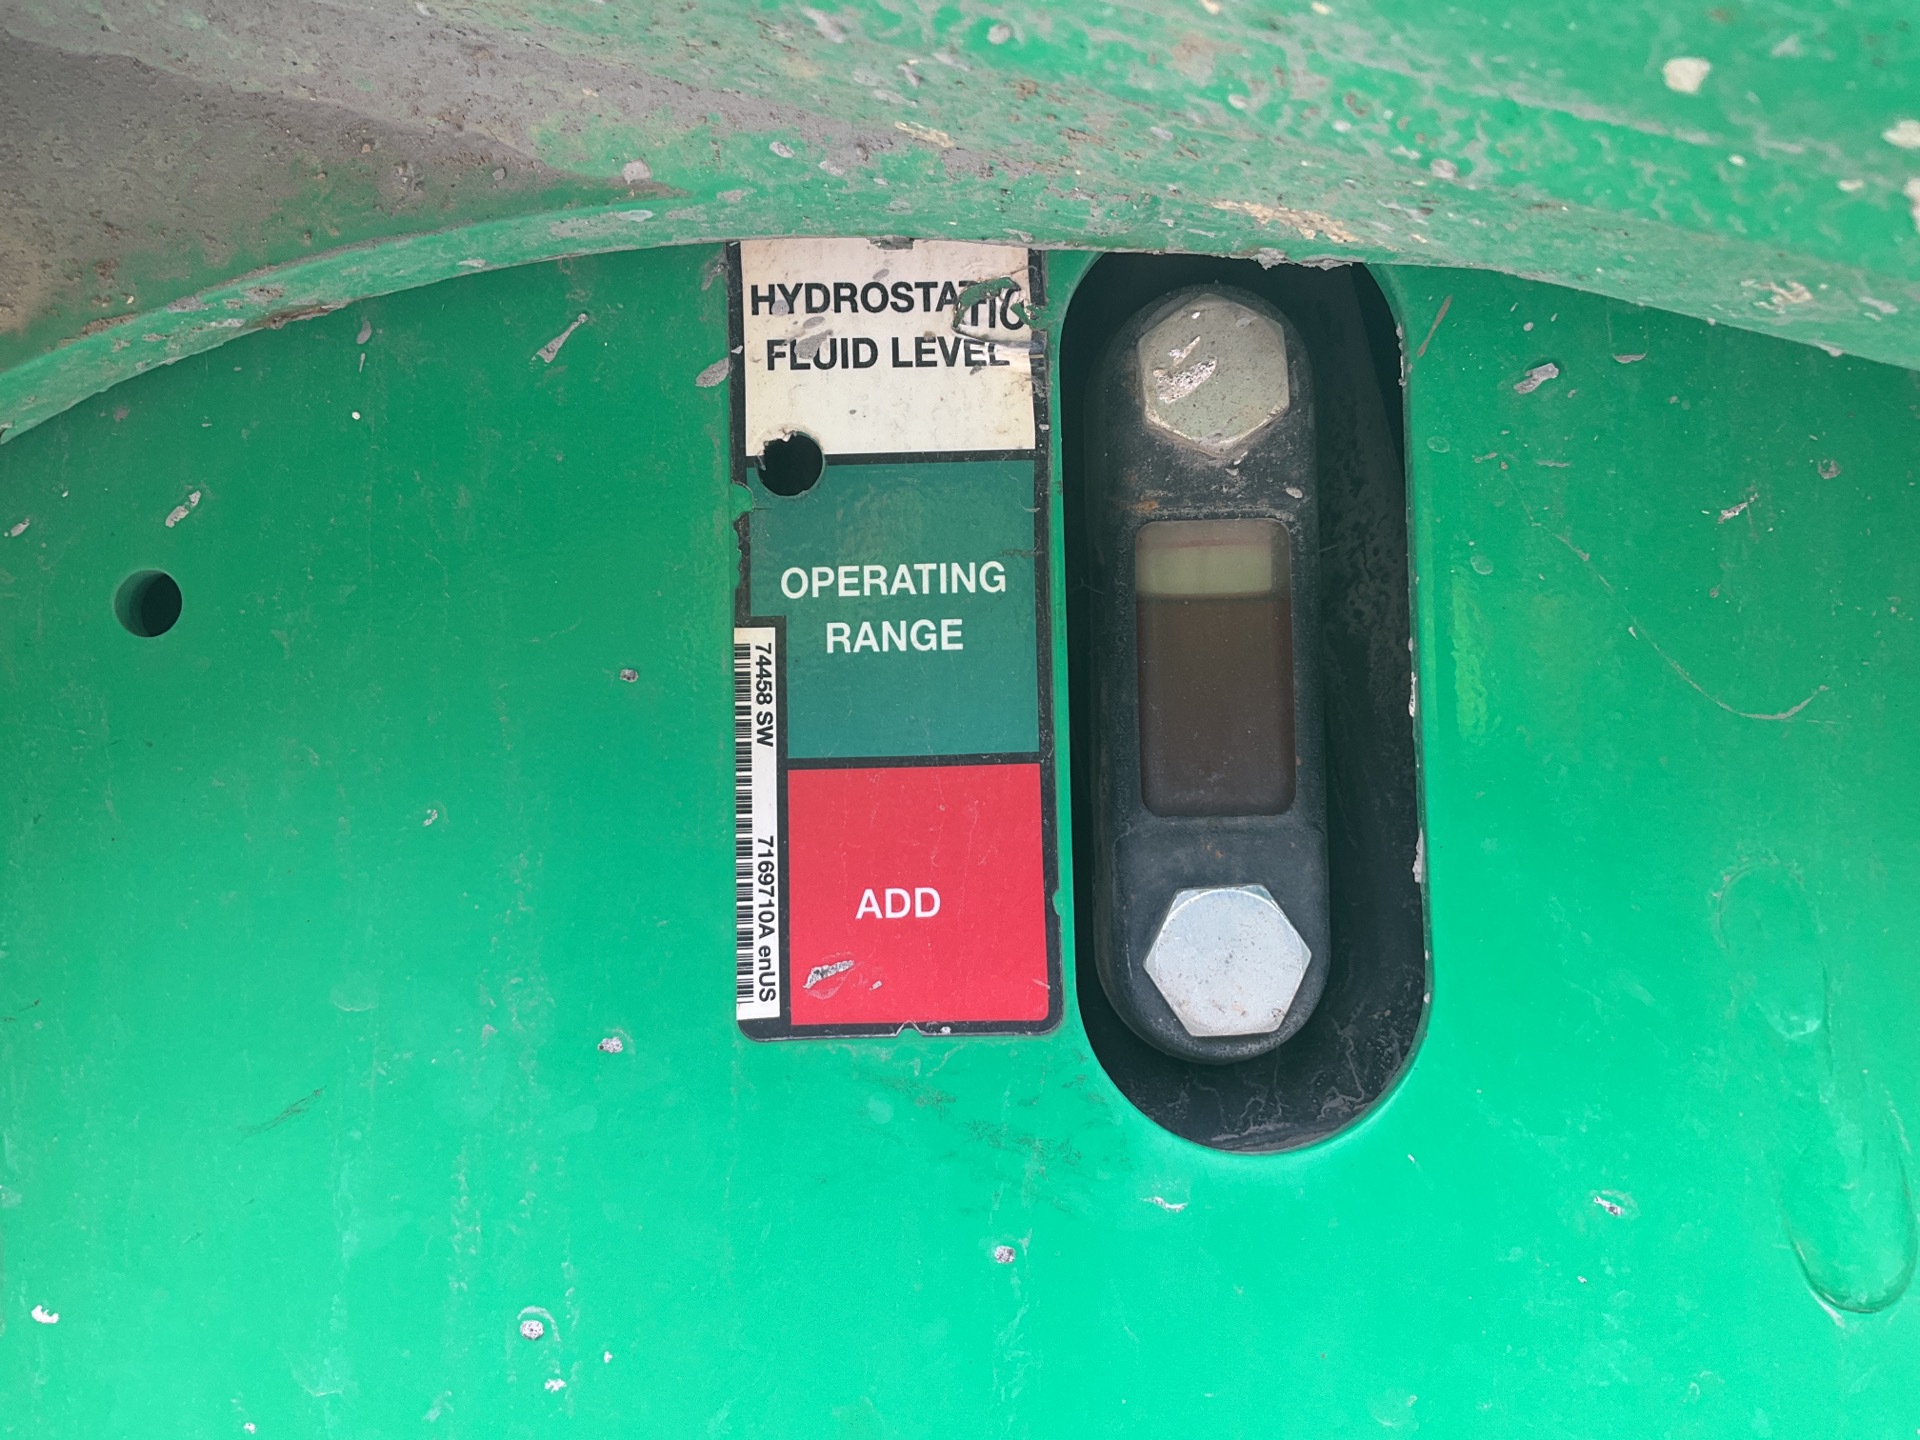 HYDROSTATIC
FLUID LEVEL
OPERATING
RANGE
ADD
74458 SW
7169710A enUS